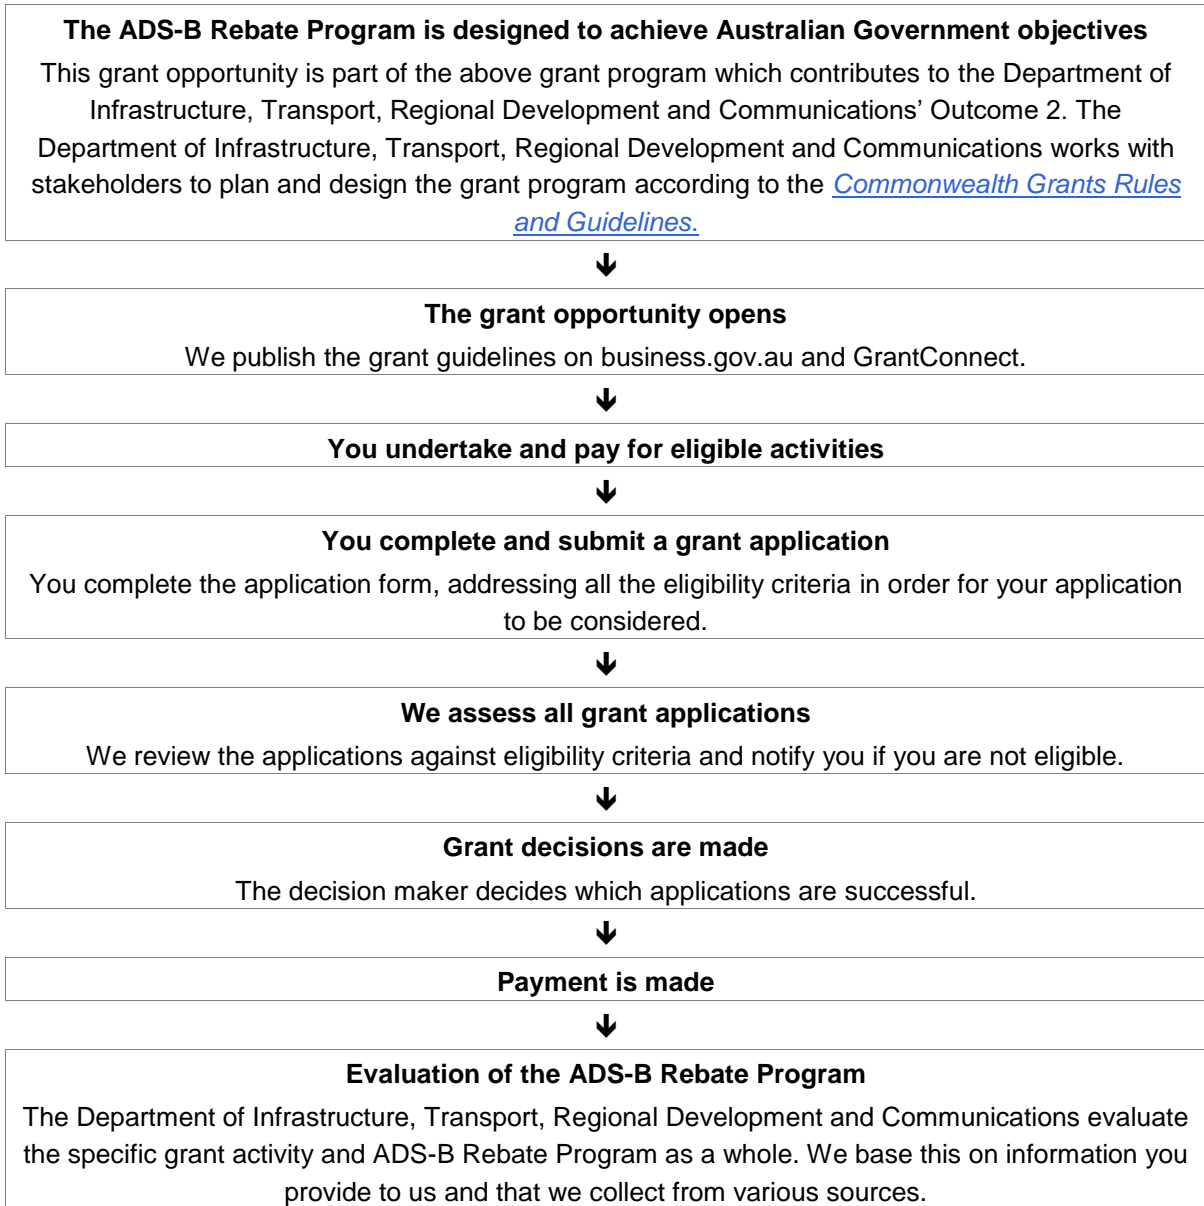 The ADS-B Rebate Program is designed to achieve Australian Government objectives
This grant opportunity is part of the above grant program which contributes to the Department of
Infrastructure, Transport, Regional Development and Communications’ Outcome 2. The
Department of Infrastructure, Transport, Regional Development and Communications works with
stakeholders to plan and design the grant program according to the Commonwealth Grants Rules
and Guidelines.
The grant opportunity opens
We publish the grant guidelines on business.gov.au and GrantConnect.
You undertake and pay for eligible activities
You complete and submit a grant application
You complete the application form, addressing all the eligibility criteria in order for your application
to be considered.
We assess all grant applications
We review the applications against eligibility criteria and notify you if you are not eligible.
Grant decisions are made
The decision maker decides which applications are successful.
Payment is made
Evaluation of the ADS-B Rebate Program
The Department of Infrastructure, Transport, Regional Development and Communications evaluate
the specific grant activity and ADS-B Rebate Program as a whole. We base this on information you
provide to us and that we collect from various sources.